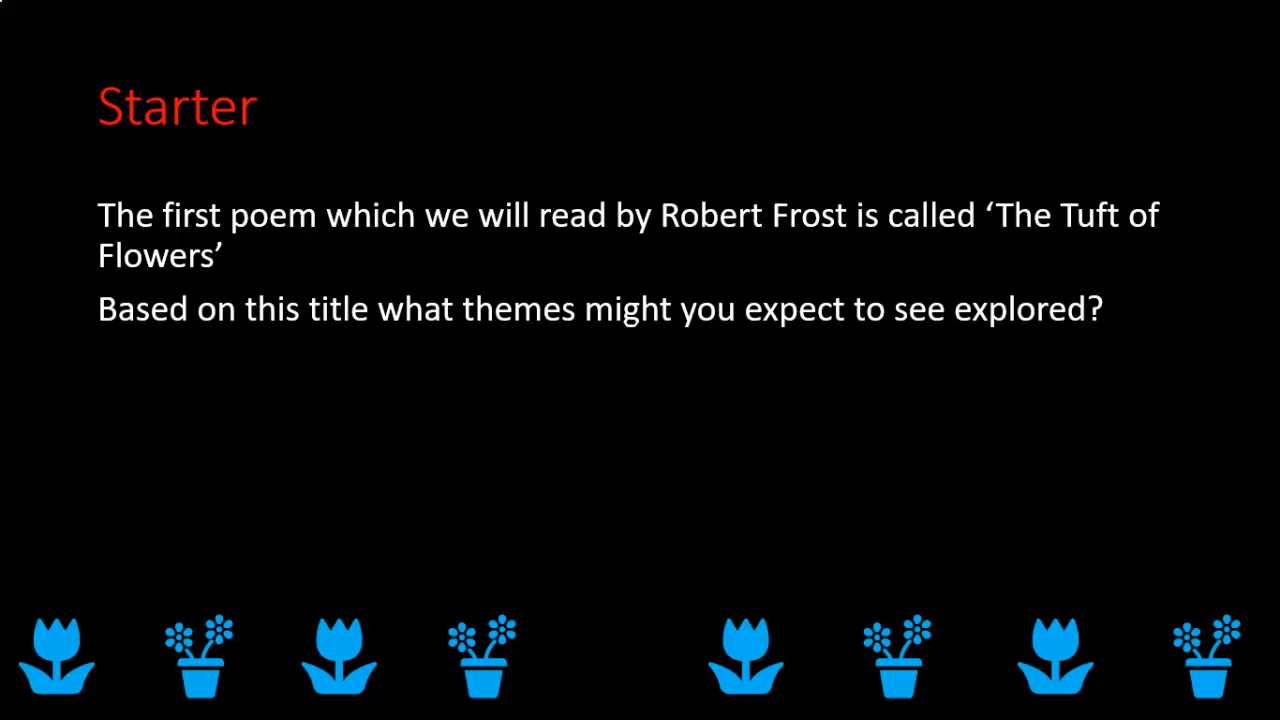 Starter
The first poem which we will read by Robert Frost is called ‘The Tuft of
Flowers’
Based on this title what themes might you expect to see explored?